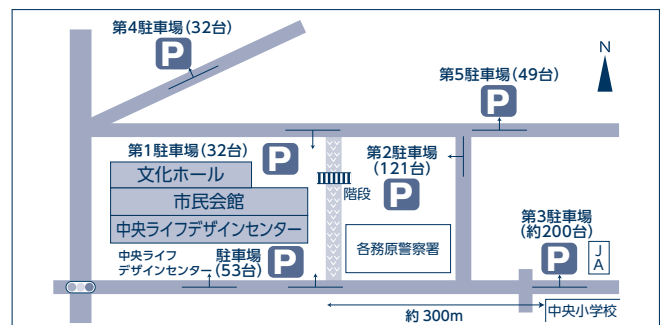 第4駐車場(32台)
P
N
第5駐車場(49台)
P
第1駐車場(32台)
P
文化ホール
市民会館
中央ライフデザインセンター
階段
第2駐車場
(121台)
P
中央ライフ
デザインセンター
駐車場
(53台)
P
各務原警察署
第3駐車場
(約200台)
P
JA
約300m
中央小学校